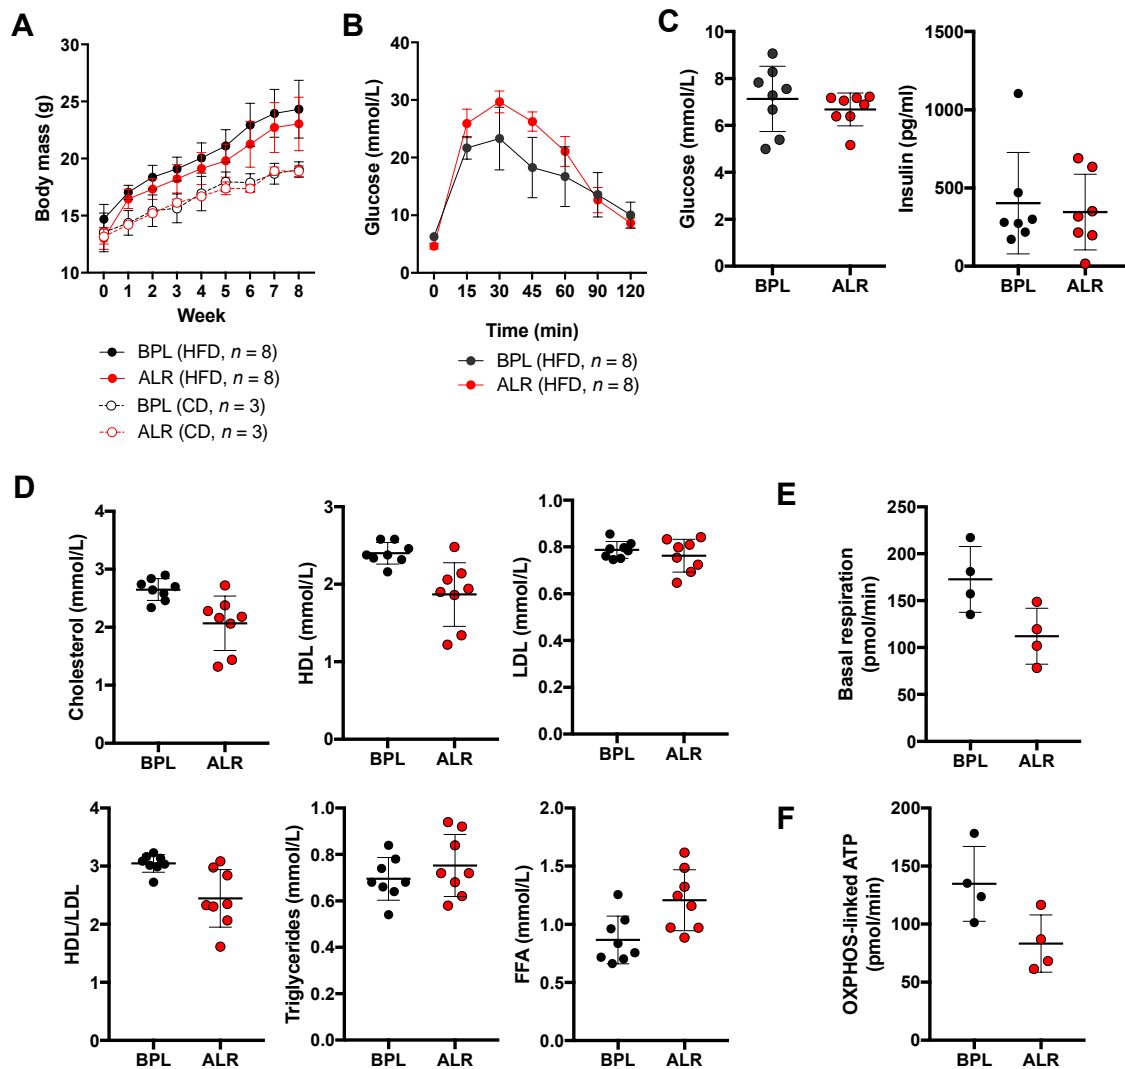 A
Body mass (g)
30
25
20
15
10
0 1 2 3 4 5 6 7 8
Week
BPL (HFD, n = 8)
ALR (HFD, n = 8)
BPL (CD, n = 3)
ALR (CD, n = 3)
B
Glucose (mmol/L)
40
30
20
10
0
0 15 30 45 60 90 120
Time (min)
BPL (HFD, n = 8)
ALR (HFD, n = 8)
C
Glucose (mmol/L)
10
8
6
4
2
0
BPL ALR
Insulin (pg/ml)
1500
1000
500
0
BPL ALR
D
Cholesterol (mmol/L)
4
3
2
1
0
BPL ALR
HDL (mmol/L)
3
2
1
0
BPL ALR
LDL (mmol/L)
1.0
0.8
0.6
0.4
0.2
0.0
BPL ALR
HDL/LDL
4
3
2
1
0
BPL ALR
Triglycerides (mmol/L)
1.0
0.8
0.6
0.4
0.2
0.0
BPL ALR
FFA (mmol/L)
2.0
1.5
1.0
0.5
0.0
BPL ALR
E
Basal respiration
(pmol/min)
250
200
150
100
50
0
BPL ALR
F
OXPHOS-linked ATP
(pmol/min)
200
150
100
50
0
BPL ALR